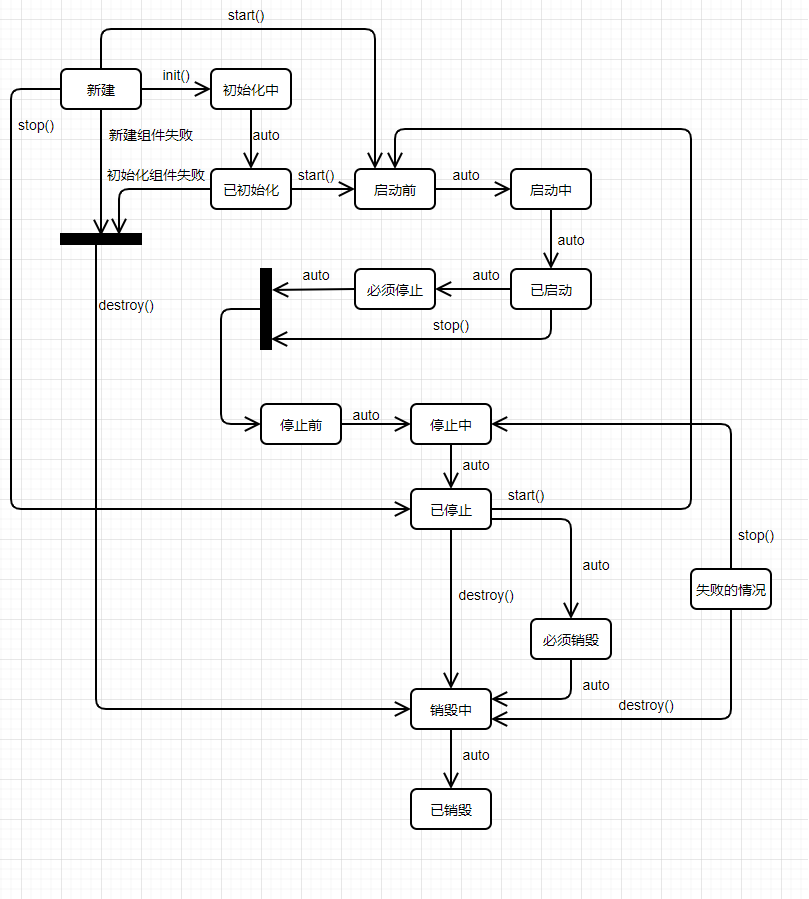 start()
新建
init()
初始化中
stop()
新建组件失败
auto
初始化组件失败
已初始化
start()
启动前
auto
启动中
auto
destroy()
auto
必须停止
auto
已启动
stop()
停止前
auto
停止中
auto
已停止
start()
stop()
auto
失败的情况
destroy()
必须销毁
auto
destroy()
销毁中
auto
已销毁